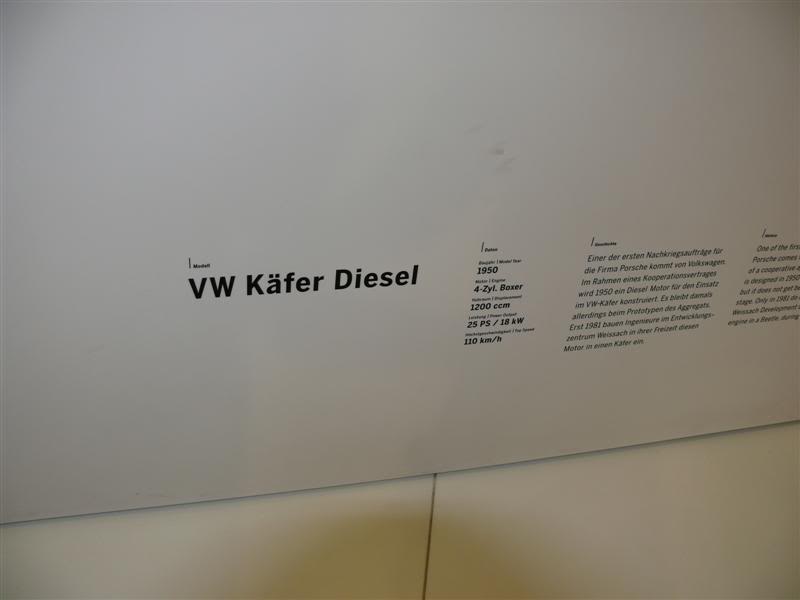 Modell
VW Käfer Diesel
Daten
Baujahr | Model Year
1950
Motor | Engine
4-Zyl. Boxer
Hubraum | Displacement
1200 ccm
Leistung | Power Output
25 PS / 18 kW
Höchstgeschwindigkeit | Top Speed
110 km/h
Geschichte
Einer der ersten Nachkriegsaufträge für
die Firma Porsche kommt von Volkswagen.
Im Rahmen eines Kooperationsvertrages
wird 1950 ein Diesel Motor für den Einsatz
im VW-Käfer konstruiert. Es bleibt damals
allerdings beim Prototypen des Aggregats.
Erst 1981 bauen Ingenieure im Entwicklungs-
zentrum Weissach in ihrer Freizeit diesen
Motor in einen Käfer ein.
One of the first
Porsche comes
of a cooperative
is designed in 1950
but it does not get
stage. Only in 1981 do
Weissach Development
engine in a Beetle, during